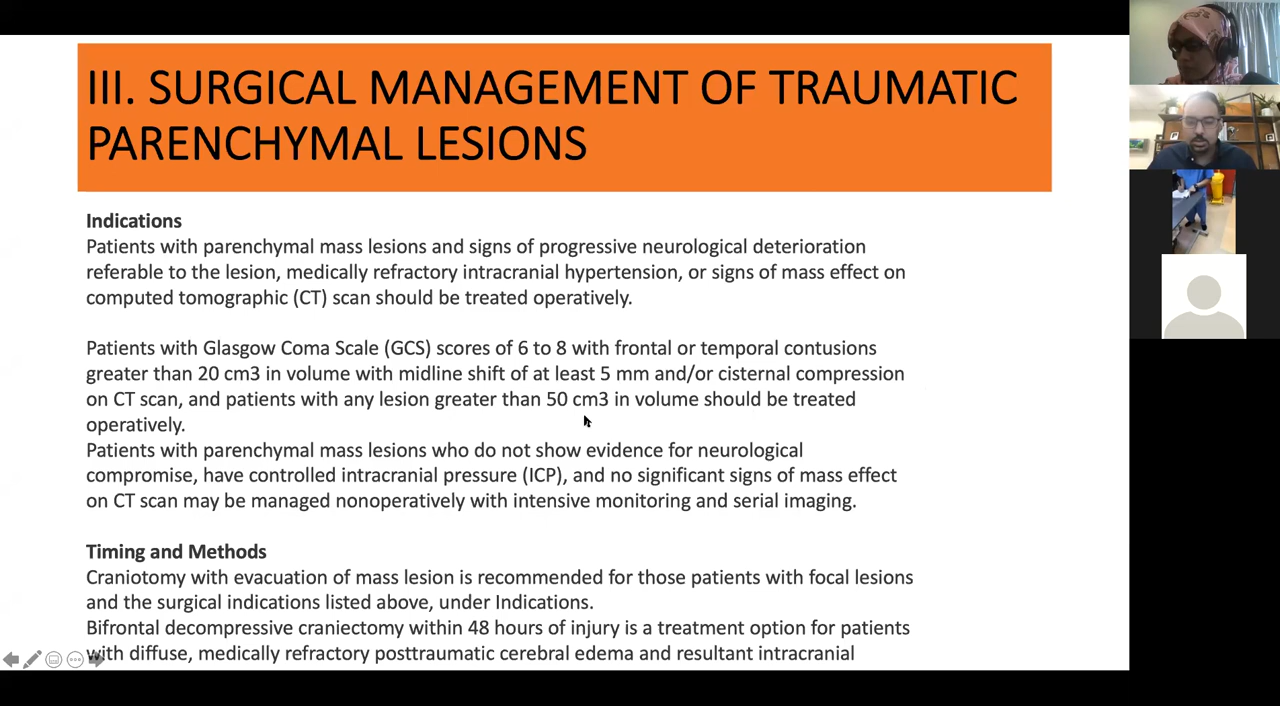 III. SURGICAL MANAGEMENT OF TRAUMATIC
PARENCHYMAL LESIONS
Indications
Patients with parenchymal mass lesions and signs of progressive neurological deterioration
referable to the lesion, medically refractory intracranial hypertension, or signs of mass effect on
computed tomographic (CT) scan should be treated operatively.
Patients with Glasgow Coma Scale (GCS) scores of 6 to 8 with frontal or temporal contusions
greater than 20 cm3 in volume with midline shift of at least 5 mm and/or cisternal compression
on CT scan, and patients with any lesion greater than 50 cm3 in volume should be treated
operatively.
Patients with parenchymal mass lesions who do not show evidence for neurological
compromise, have controlled intracranial pressure (ICP), and no significant signs of mass effect
on CT scan may be managed nonoperatively with intensive monitoring and serial imaging.
Timing and Methods
Craniotomy with evacuation of mass lesion is recommended for those patients with focal lesions
and the surgical indications listed above, under Indications.
Bifrontal decompressive craniectomy within 48 hours of injury is a treatment option for patients
with diffuse, medically refractory posttraumatic cerebral edema and resultant intracranial